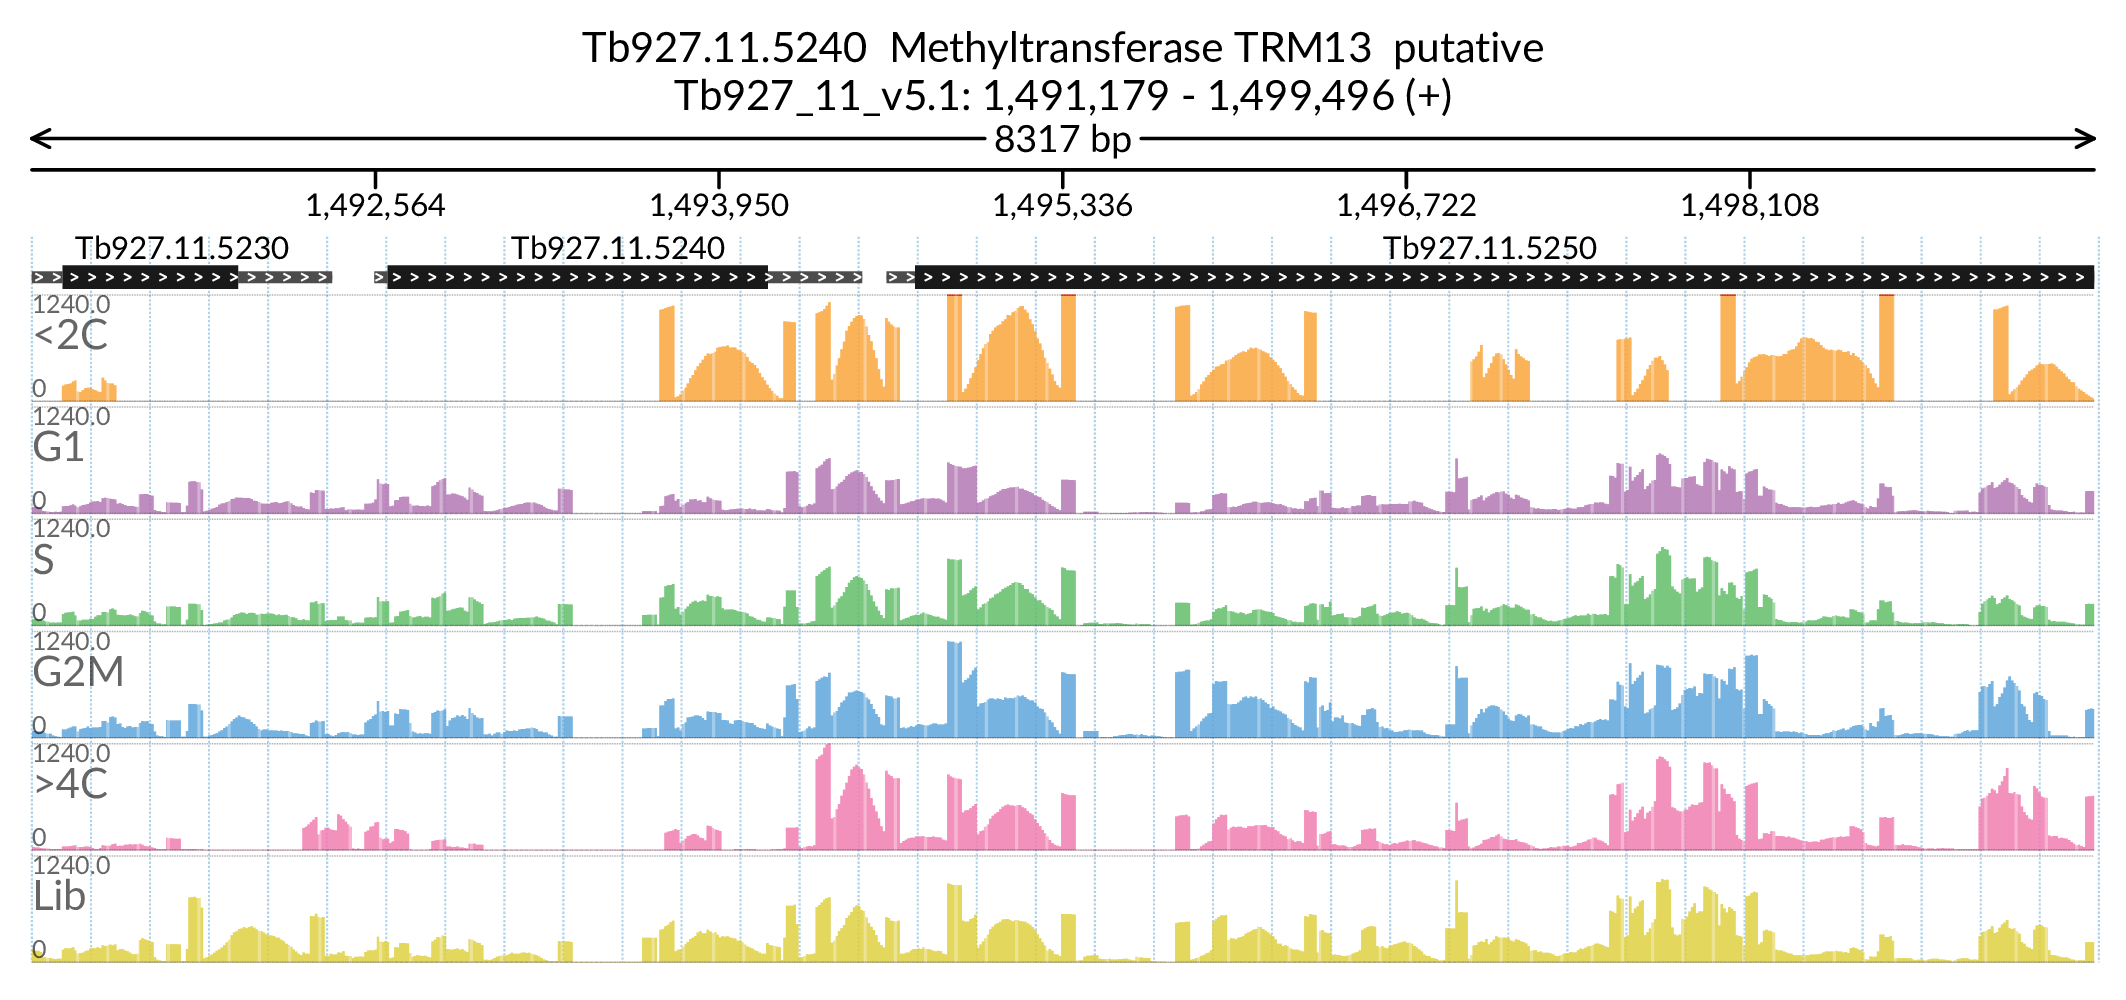 Tb927.11.5240 Methyltransferase TRM13 putative
Tb927_11_v5.1: 1,491,179 - 1,499,496 (+)
8317 bp
1,492,564 1,493,950 1,495,336 1,496,722 1,498,108
Tb927.11.5230 Tb927.11.5240 Tb927.11.5250
1240.0
<2C
0
1240.0
G1
0
1240.0
S
0
1240.0
G2M
0
1240.0
>4C
0
1240.0
Lib
0